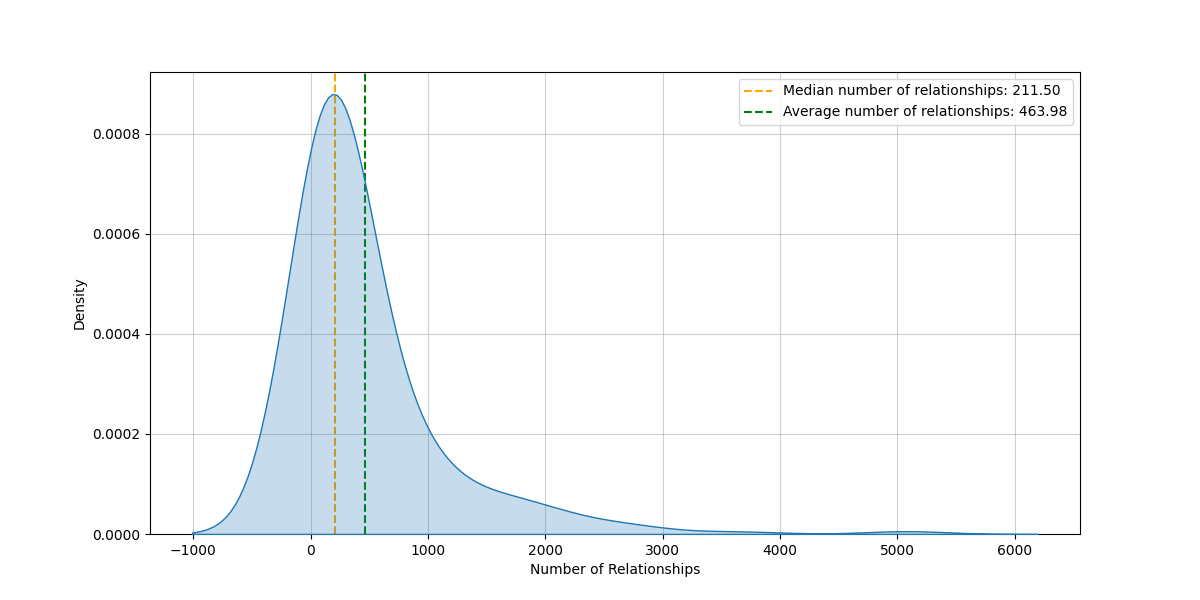 Median number of relationships: 211.50
Average number of relationships: 463.98
0.0008
0.0006
0.0004
0.0002
0.0000
Density
−1000 0 1000 2000 3000 4000 5000 6000
Number of Relationships